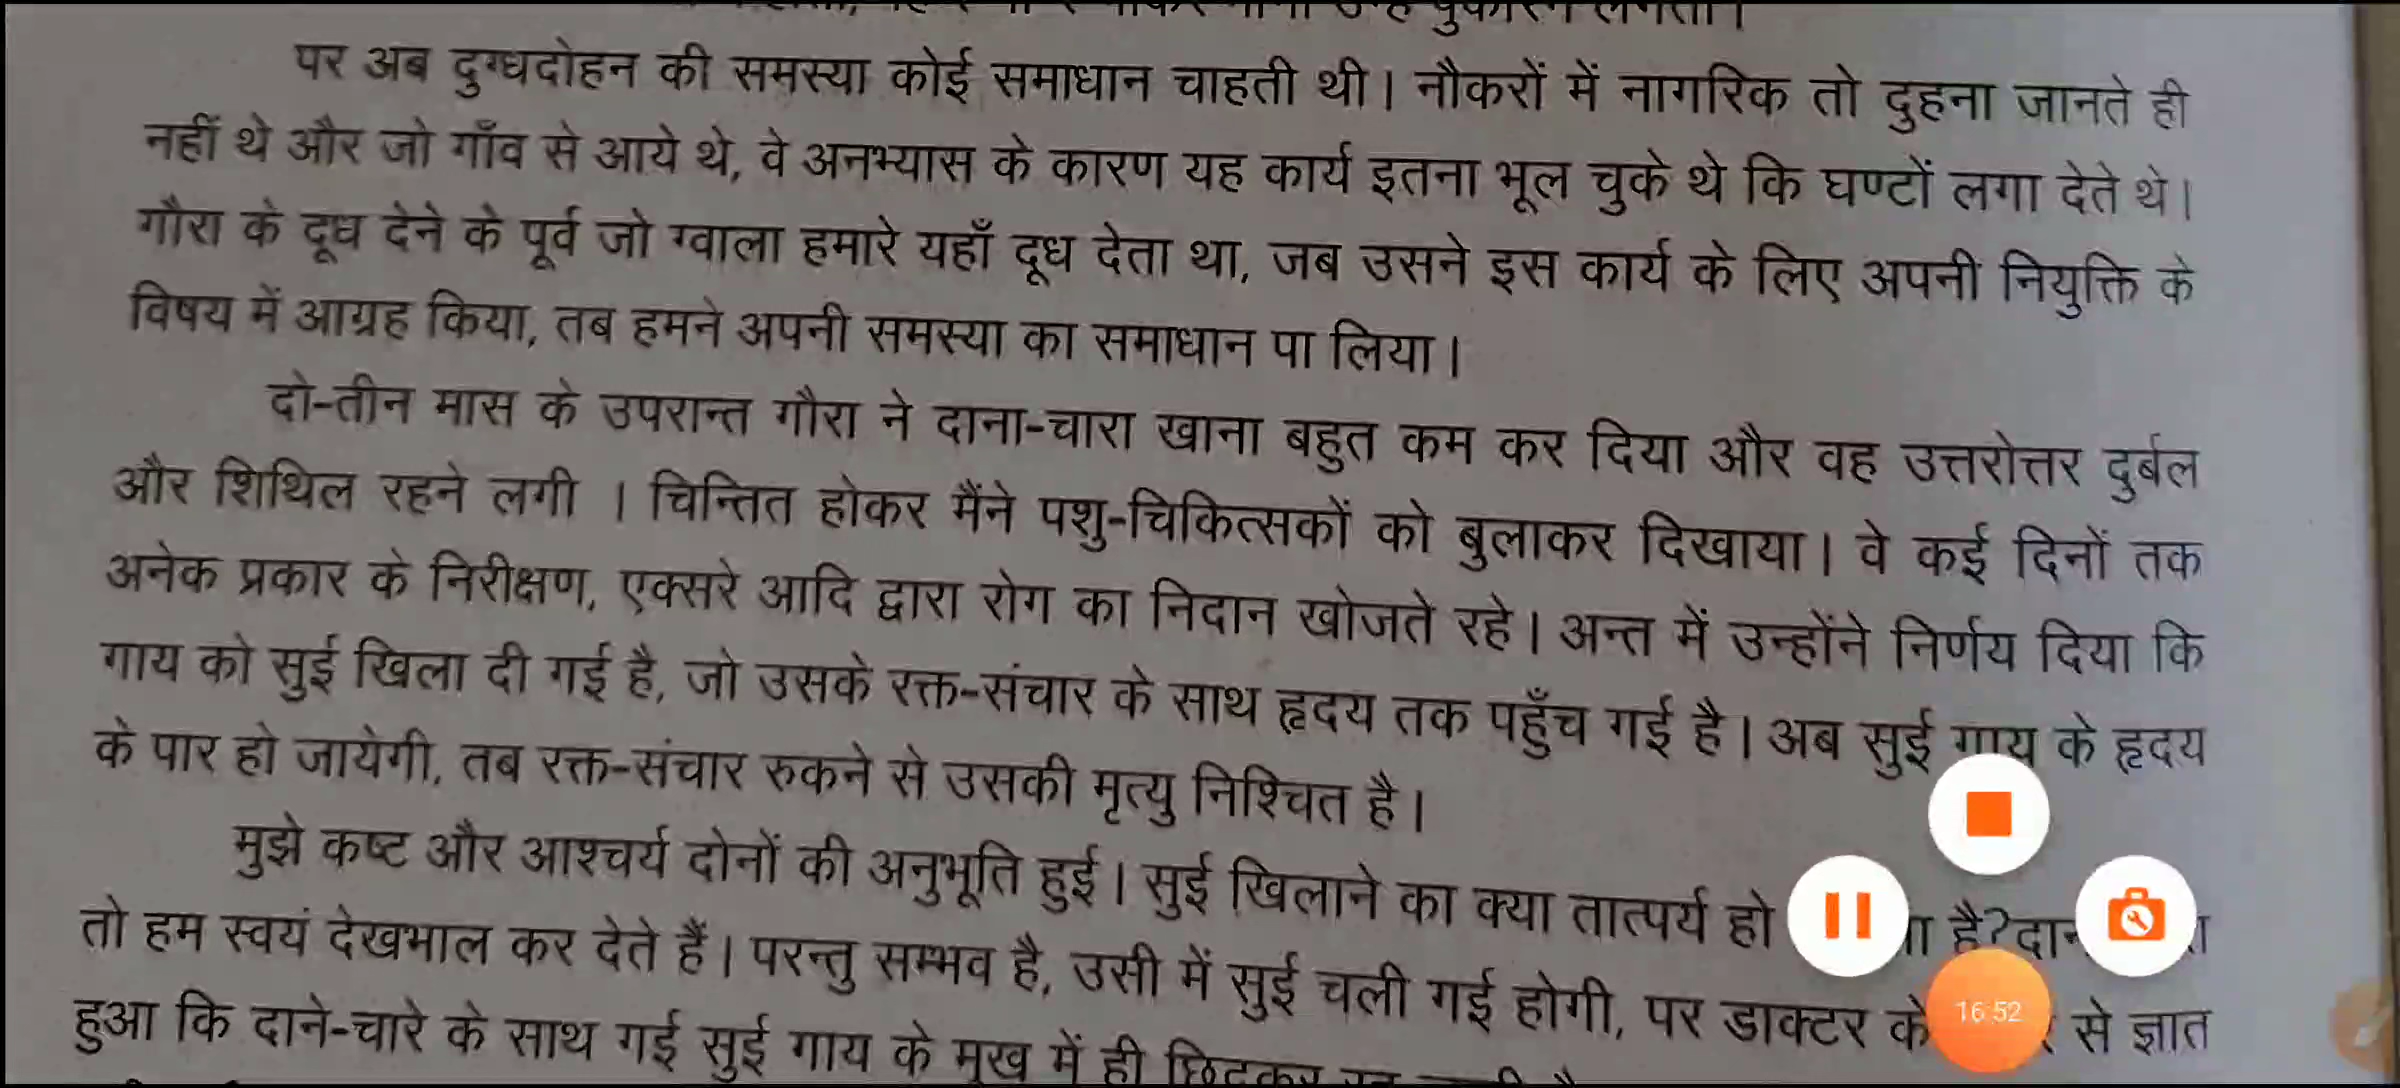 पुकारने लगती।
पर अब दुग्धदोहन की समस्या कोई समाधान चाहती थी। नौकरों में नागरिक तो दुहना जानते ही
नहीं थे और जो गाँव से आये थे, वे अनभ्यास के कारण यह कार्य इतना भूल चुके थे कि घण्टों लगा देते थे।
गौरा के दूध देने के पूर्व जो ग्वाला हमारे यहाँ दूध देता था, जब उसने इस कार्य के लिए अपनी नियुक्ति के
विषय में आग्रह किया, तब हमने अपनी समस्या का समाधान पा लिया।
दो-तीन मास के उपरान्त गौरा ने दाना-चारा खाना बहुत कम कर दिया और वह उत्तरोत्तर दुर्बल
और शिथिल रहने लगी । चिन्तित होकर मैंने पशु-चिकित्सकों को बुलाकर दिखाया। वे कई दिनों तक
अनेक प्रकार के निरीक्षण, एक्सरे आदि द्वारा रोग का निदान खोजते रहे। अन्त में उन्होंने निर्णय दिया कि
गाय को सुई खिला दी गई है, जो उसके रक्त-संचार के साथ हृदय तक पहुँच गई है। अब सुई गाय के हृदय
के पार हो जायेगी, तब रक्त-संचार रुकने से उसकी मृत्यु निश्चित है।
मुझे कष्ट और आश्चर्य दोनों की अनुभूति हुई। सुई खिलाने का क्या तात्पर्य हो है?
तो हम स्वयं देखभाल कर देते हैं। परन्तु सम्भव है, उसी में सुई चली गई होगी, पर डाक्टर के से ज्ञात
हुआ कि दाने-चारे के साथ गई सुई गाय के मुख में ही छिदकर
16:52